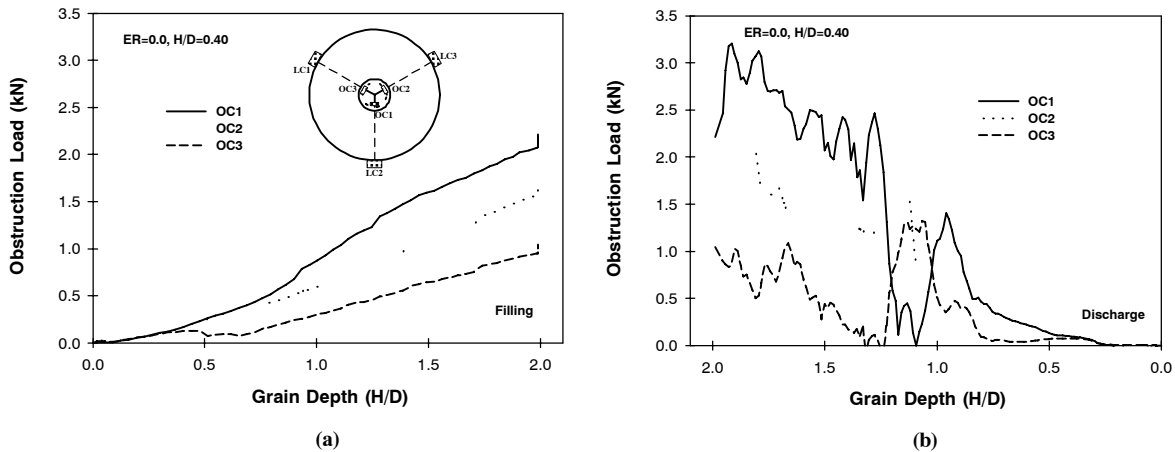 ER=0.0, H/D=0.40
Obstruction Load (kN)
3.5
3.0
2.5
2.0
1.5
1.0
0.5
0.0
OC1
OC2
OC3
LC1
LC3
OC3
OC2
OC1
LC2
Filling
0.0 0.5 1.0 1.5 2.0
Grain Depth (H/D)
(a)
ER=0.0, H/D=0.40
Obstruction Load (kN)
3.5
3.0
2.5
2.0
1.5
1.0
0.5
0.0
OC1
OC2
OC3
Discharge
2.0 1.5 1.0 0.5 0.0
Grain Depth (H/D)
(b)